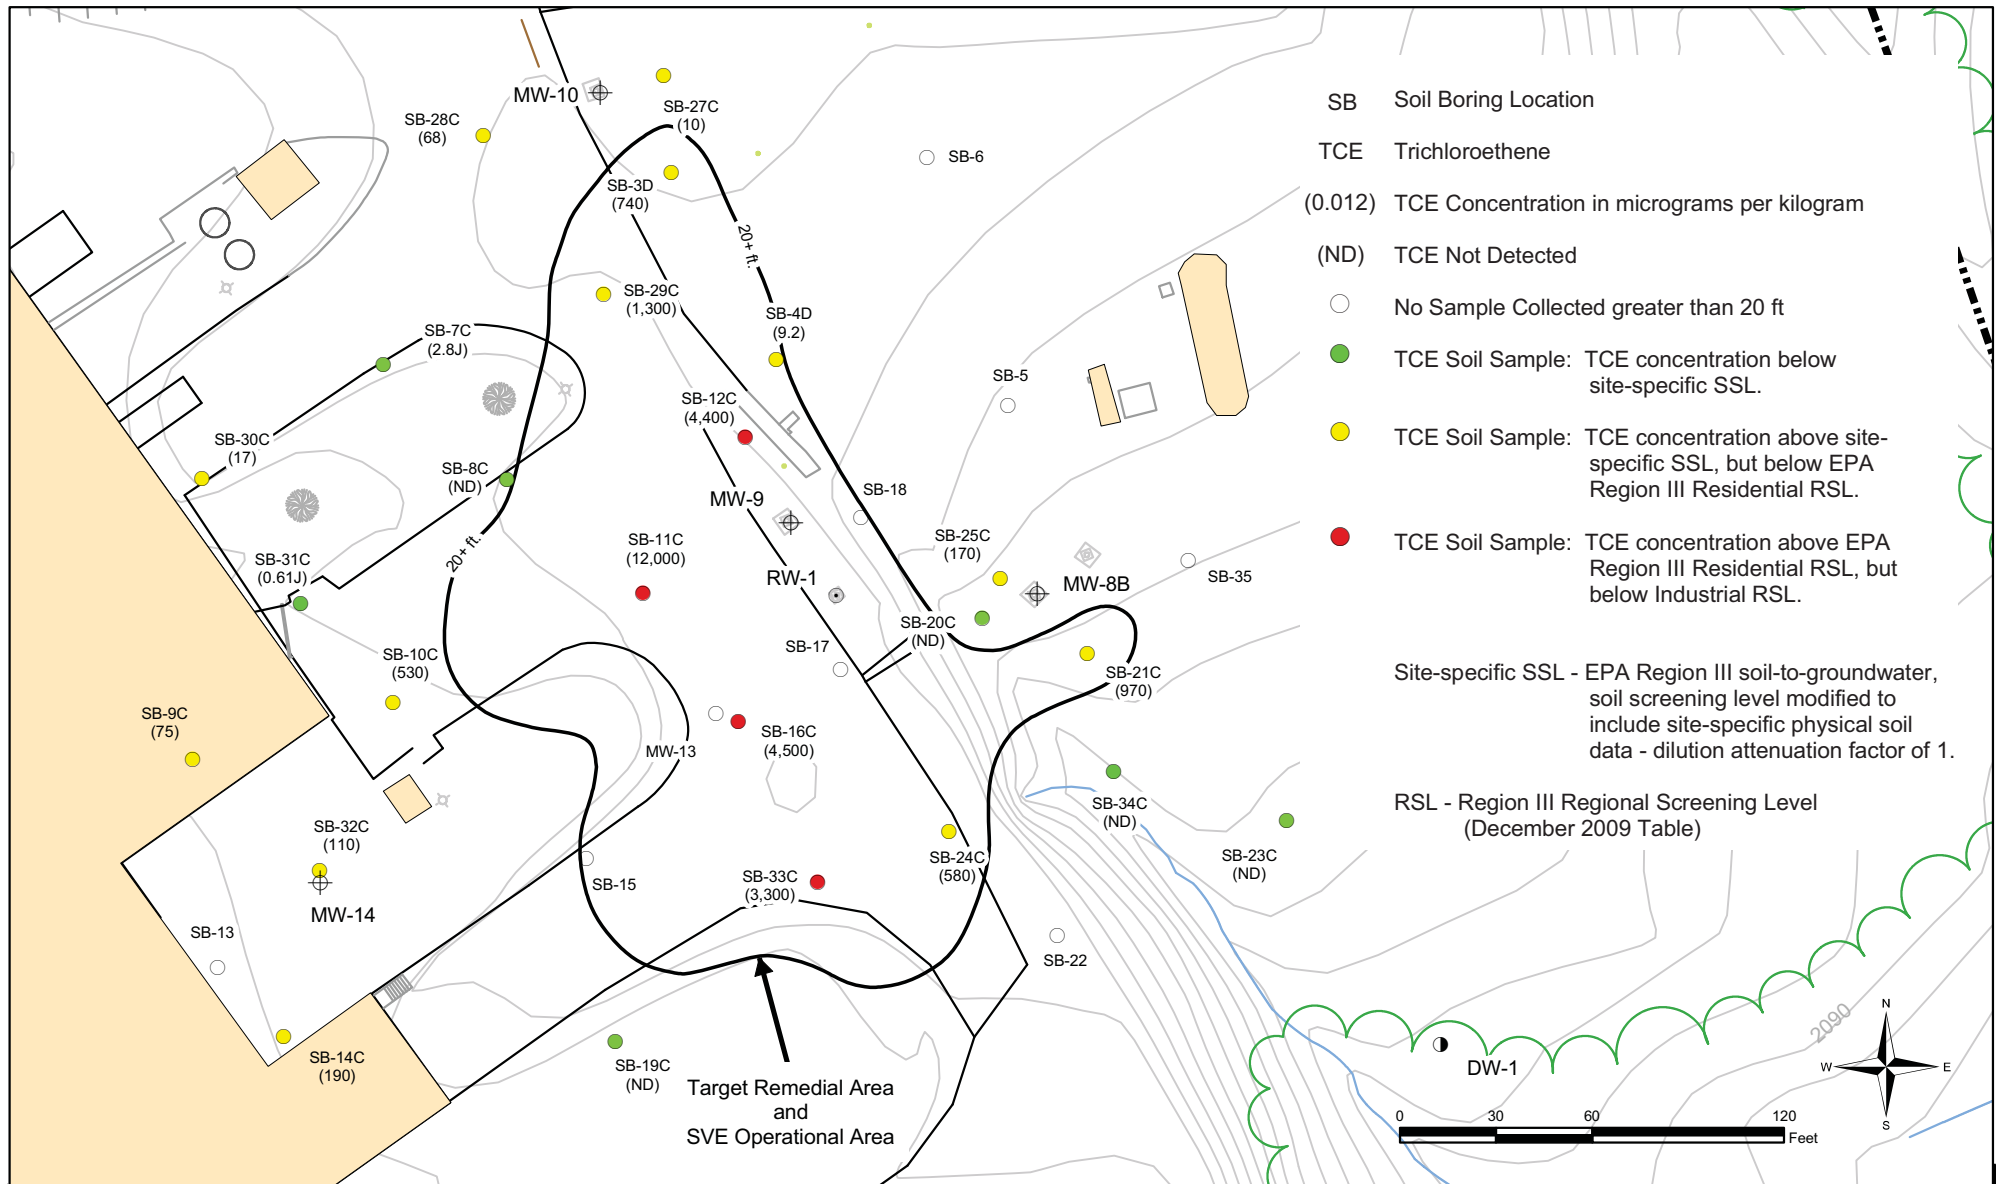 MW-10
SB-27C
(10)
SB-28C
(68)
SB-6
SB-3D
(740)
20+ ft.
SB-29C
(1,300)
SB-4D
(9.2)
SB-7C
(2.8J)
SB-5
SB-12C
(4,400)
SB-30C
(17)
SB-8C
(ND)
MW-9
SB-18
20+ ft.
SB-11C
(12,000)
SB-25C
(170)
SB-31C
(0.61J)
RW-1
MW-8B
SB-35
SB-20C
(ND)
SB-17
SB-10C
(530)
SB-21C
(970)
SB-9C
(75)
SB-16C
(4,500)
MW-13
SB-34C
(ND)
SB-32C
(110)
SB-24C
(580)
SB-23C
(ND)
SB-33C
(3,300)
SB-15
MW-14
SB-13
SB-22
SB-14C
(190)
SB-19C
(ND)
Target Remedial Area
and
SVE Operational Area
DW-1
2090
SB Soil Boring Location
TCE Trichloroethene
(0.012) TCE Concentration in micrograms per kilogram
(ND) TCE Not Detected
No Sample Collected greater than 20 ft
TCE Soil Sample: TCE concentration below
site-specific SSL.
TCE Soil Sample: TCE concentration above site-
specific SSL, but below EPA
Region III Residential RSL.
TCE Soil Sample: TCE concentration above EPA
Region III Residential RSL, but
below Industrial RSL.
Site-specific SSL - EPA Region III soil-to-groundwater,
soil screening level modified to
include site-specific physical soil
data - dilution attenuation factor of 1.
RSL - Region III Regional Screening Level
(December 2009 Table)
N
W E
S
0 30 60 120
Feet